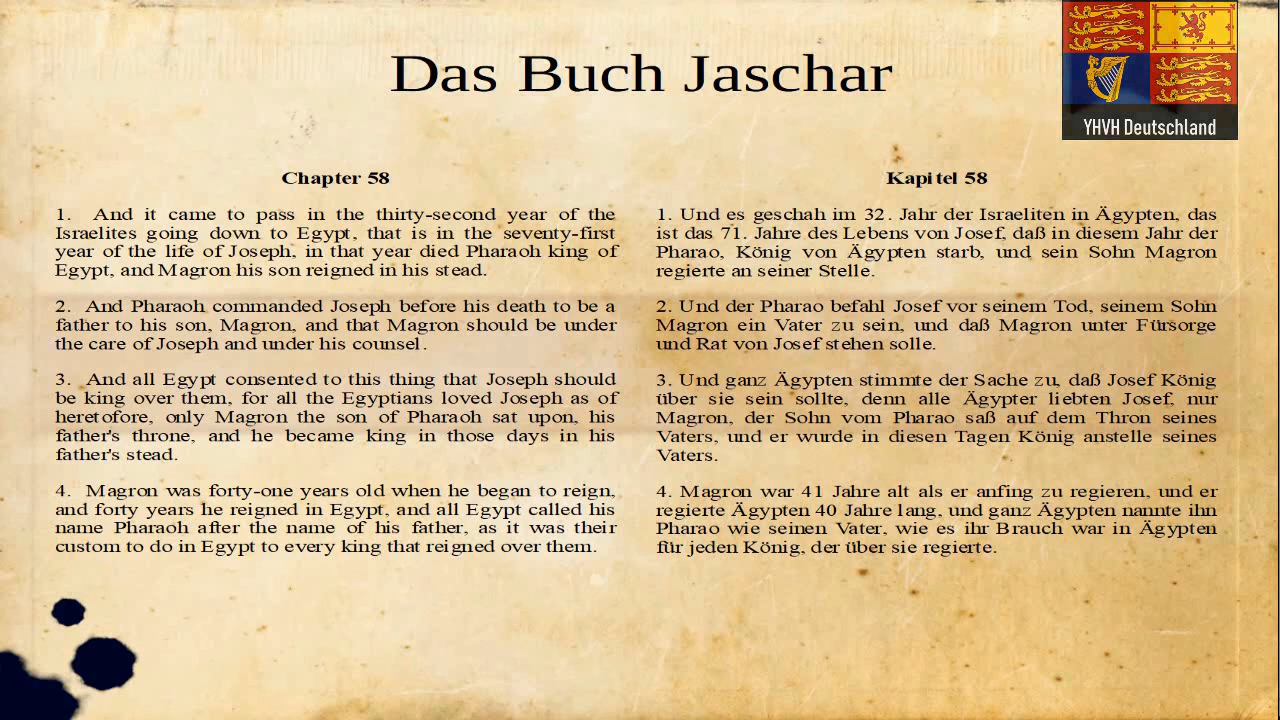 Das Buch Jaschar
YHVH Deutschland
Chapter 58
1. And it came to pass in the thirty-second year of the
Israelites going down to Egypt, that is in the seventy-first
year of the life of Joseph, in that year died Pharaoh king of
Egypt, and Magron his son reigned in his stead.
2. And Pharaoh commanded Joseph before his death to be a
father to his son, Magron, and that Magron should be under
the care of Joseph and under his counsel.
3. And all Egypt consented to this thing that Joseph should
be king over them, for all the Egyptians loved Joseph as of
heretofore, only Magron the son of Pharaoh sat upon, his
father's throne, and he became king in those days in his
father's stead.
4. Magron was forty-one years old when he began to reign,
and forty years he reigned in Egypt, and all Egypt called his
name Pharaoh after the name of his father, as it was their
custom to do in Egypt to every king that reigned over them.
Kapitel 58
1. Und es geschah im 32. Jahr der Israeliten in Ägypten, das
ist das 71. Jahre des Lebens von Josef, daß in diesem Jahr der
Pharao, König von Ägypten starb, und sein Sohn Magron
regierte an seiner Stelle.
2. Und der Pharao befahl Josef vor seinem Tod, seinem Sohn
Magron ein Vater zu sein, und daß Magron unter Fürsorge
und Rat von Josef stehen solle.
3. Und ganz Ägypten stimmte der Sache zu, daß Josef König
über sie sein sollte, denn alle Ägypter liebten Josef, nur
Magron, der Sohn vom Pharao saß auf dem Thron seines
Vaters, und er wurde in diesen Tagen König anstelle seines
Vaters.
4. Magron war 41 Jahre alt als er anfing zu regieren, und er
regierte Ägypten 40 Jahre lang, und ganz Ägypten nannte ihn
Pharao wie seinen Vater, wie es ihr Brauch war in Ägypten
für jeden König, der über sie regierte.